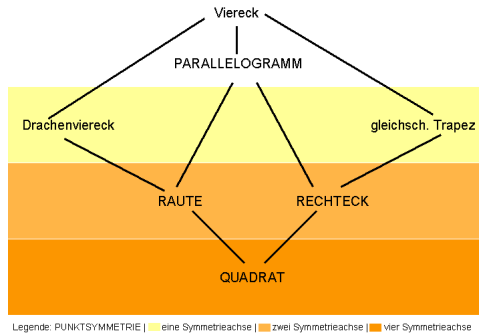 Viereck
PARALLELOGRAMM
Drachenviereck gleichsch. Trapez
RAUTE RECHTECK
QUADRAT
Legende: PUNKTSYMMETRIE | eine Symmetrieachse | zwei Symmetrieachse | vier Symmetrieachse